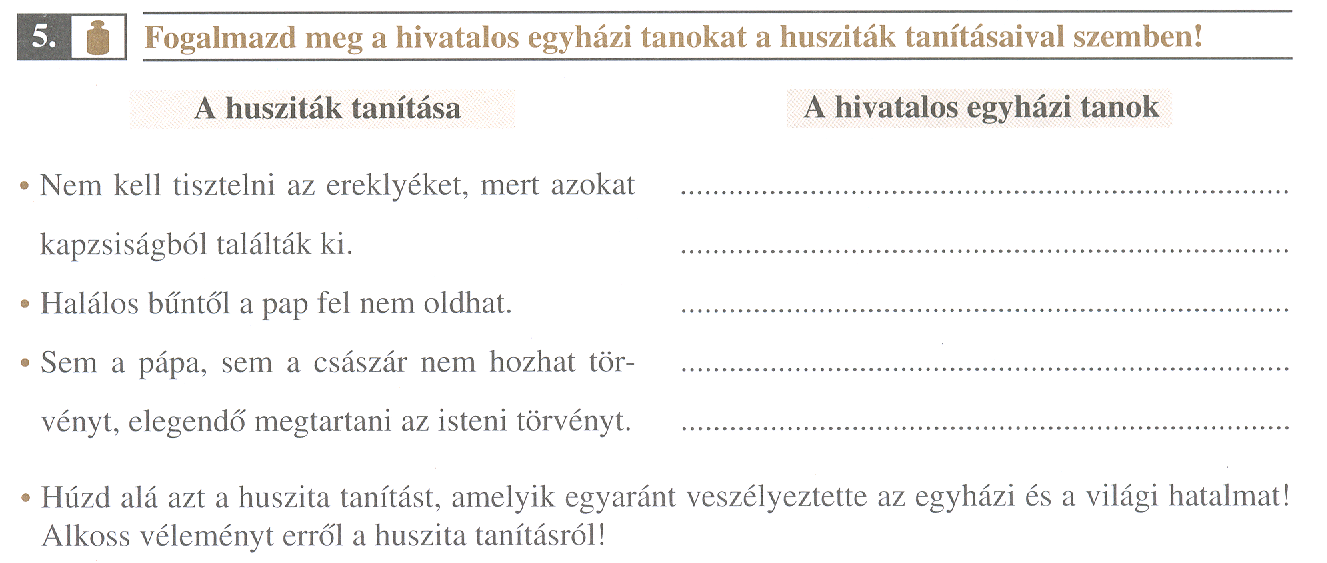 5. Fogalmazd meg a hivatalos egyházi tanokat a husziták tanításaival szemben!
A husziták tanítása A hivatalos egyházi tanok
• Nem kell tisztelni az ereklyéket, mert azokat
kapzsiságból találták ki.
• Halálos bűntől a pap fel nem oldhat.
• Sem a pápa, sem a császár nem hozhat tör-
vényt, elegendő megtartani az isteni törvényt.
• Húzd alá azt a huszita tanítást, amelyik egyaránt veszélyeztette az egyházi és a világi hatalmat!
Alkoss véleményt erről a huszita tanításról!